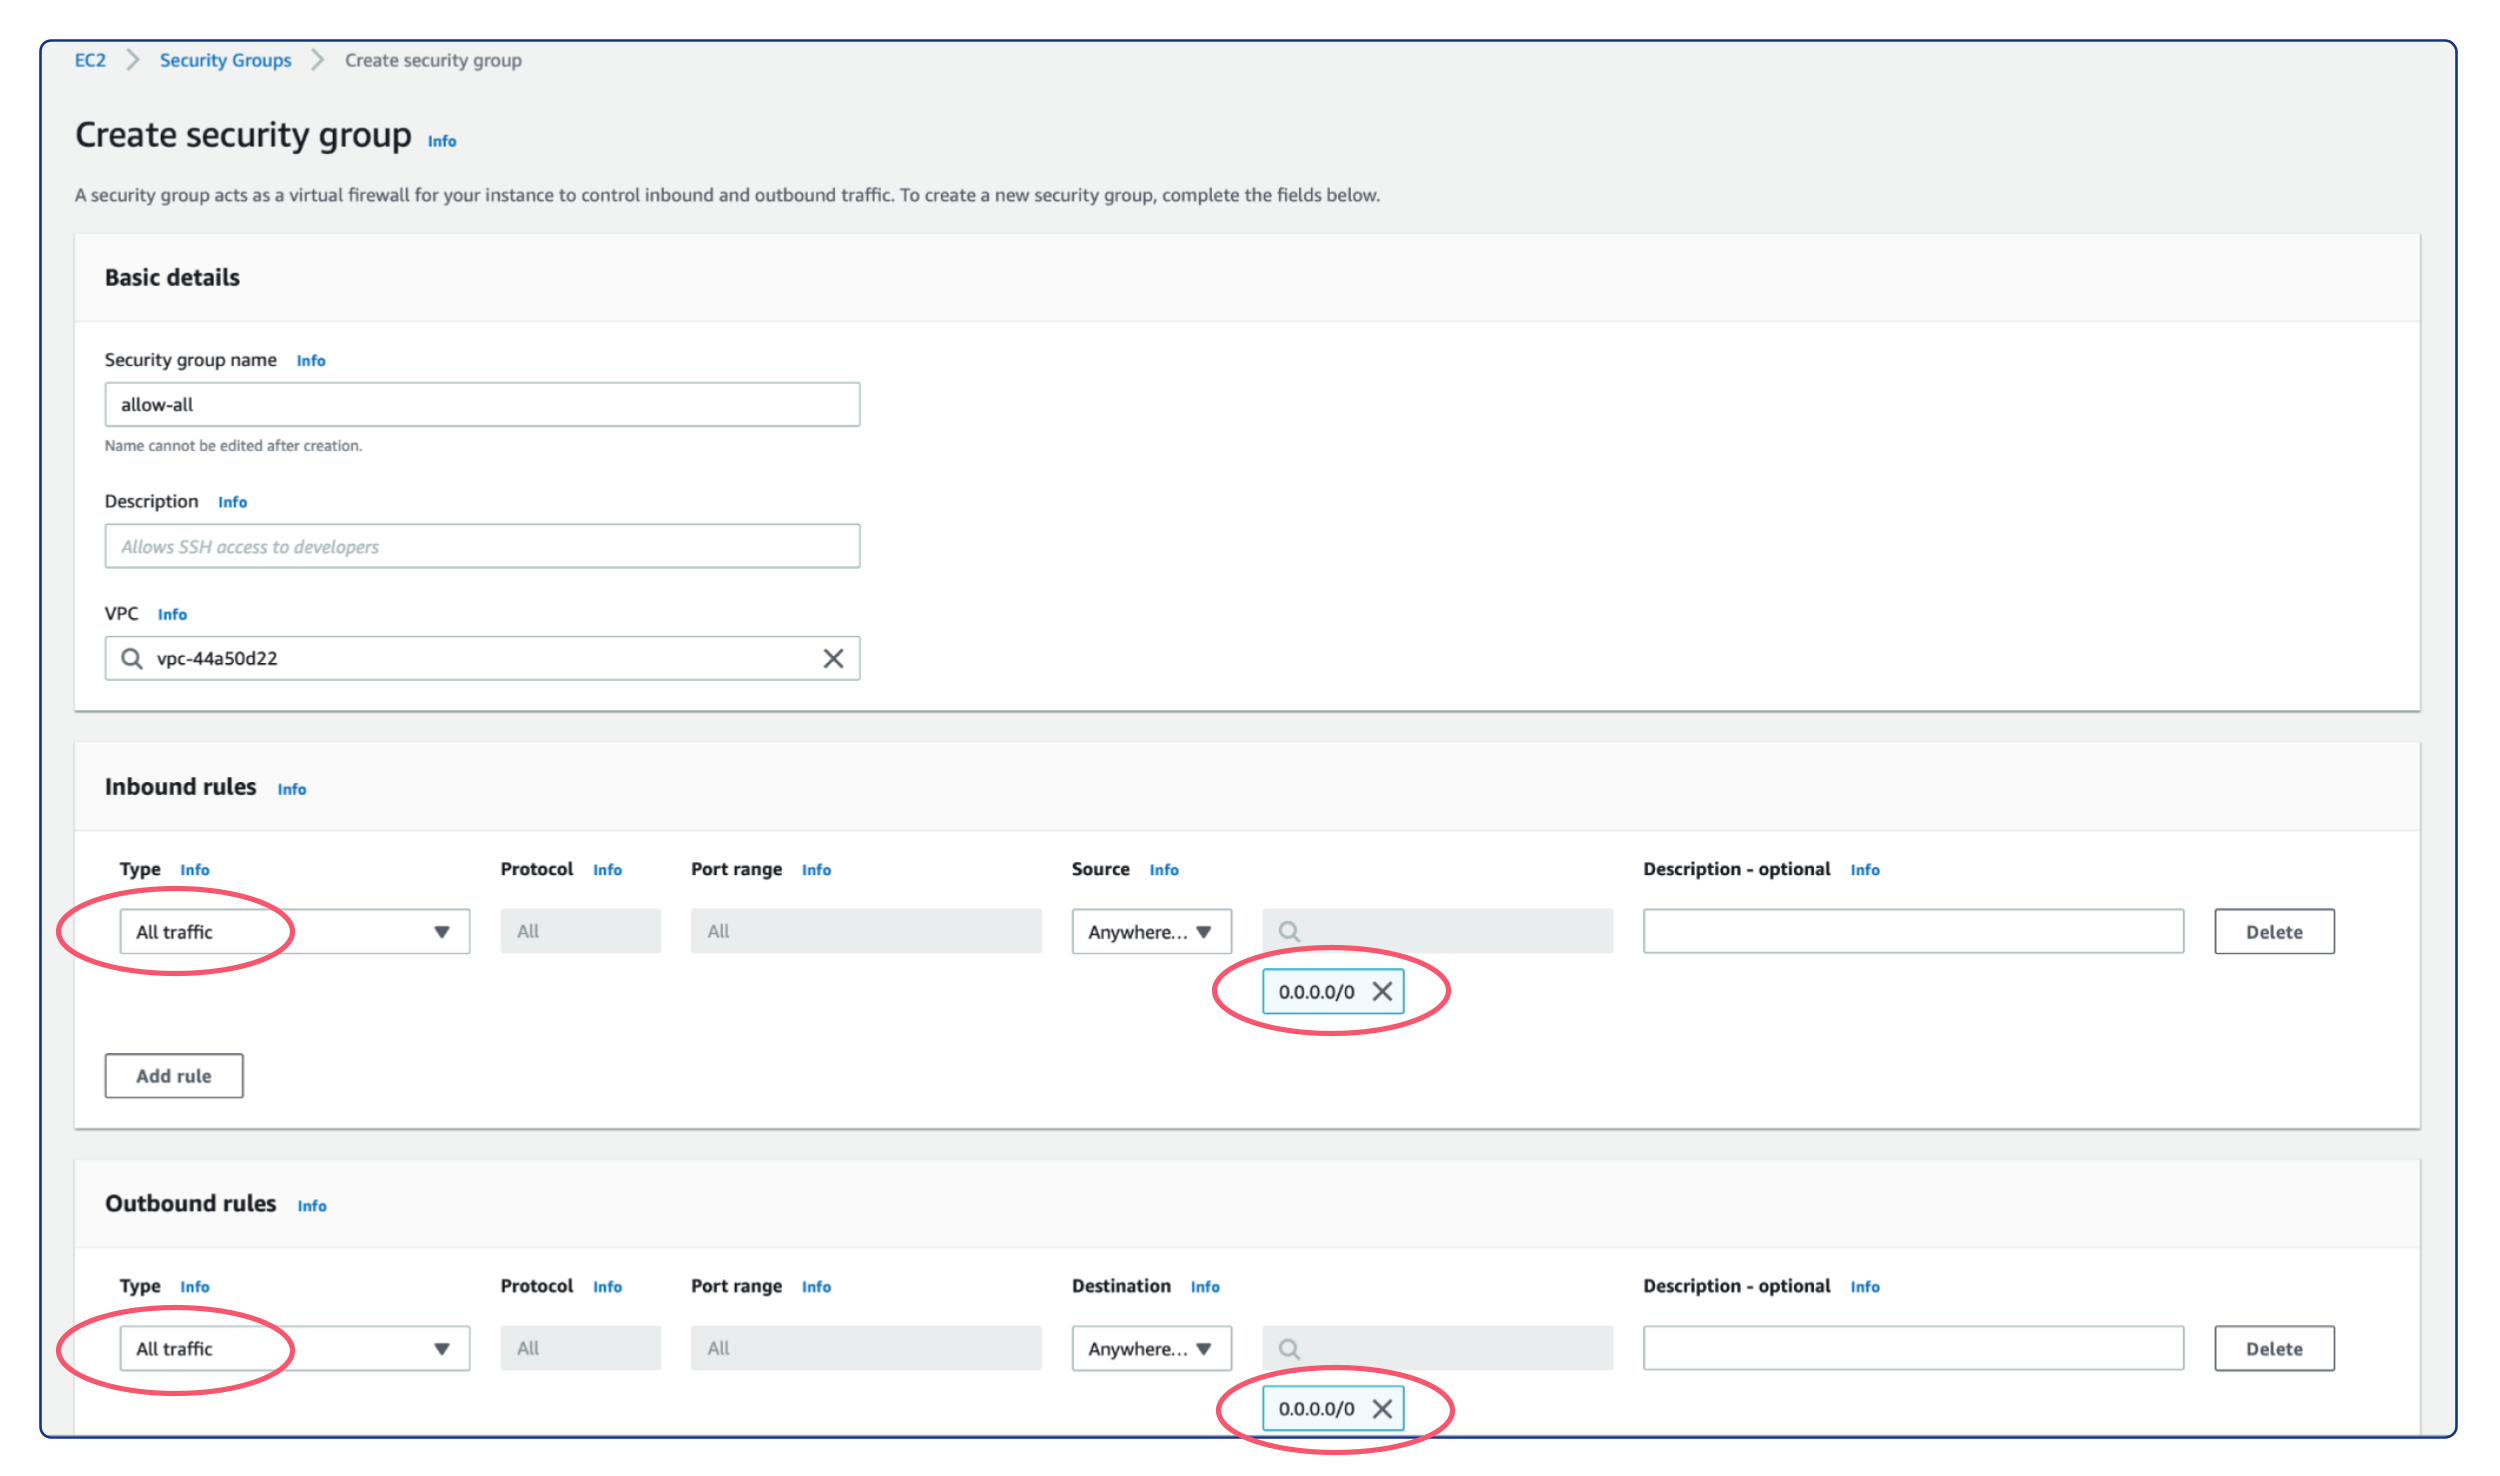 EC2 > Security Groups > Create security group
Create security group Info
A security group acts as a virtual firewall for your instance to control inbound and outbound traffic. To create a new security group, complete the fields below.
Basic details
Security group name Info
allow-all
Name cannot be edited after creation.
Description Info
Allows SSH access to developers
VPC Info
vpc-44a50d22
Inbound rules Info
Type Info Protocol Info Port range Info Source Info Description - optional Info
All traffic All All Anywhere... Delete
0.0.0.0/0
Add rule
Outbound rules Info
Type Info Protocol Info Port range Info Destination Info Description - optional Info
All traffic All All Anywhere... Delete
0.0.0.0/0